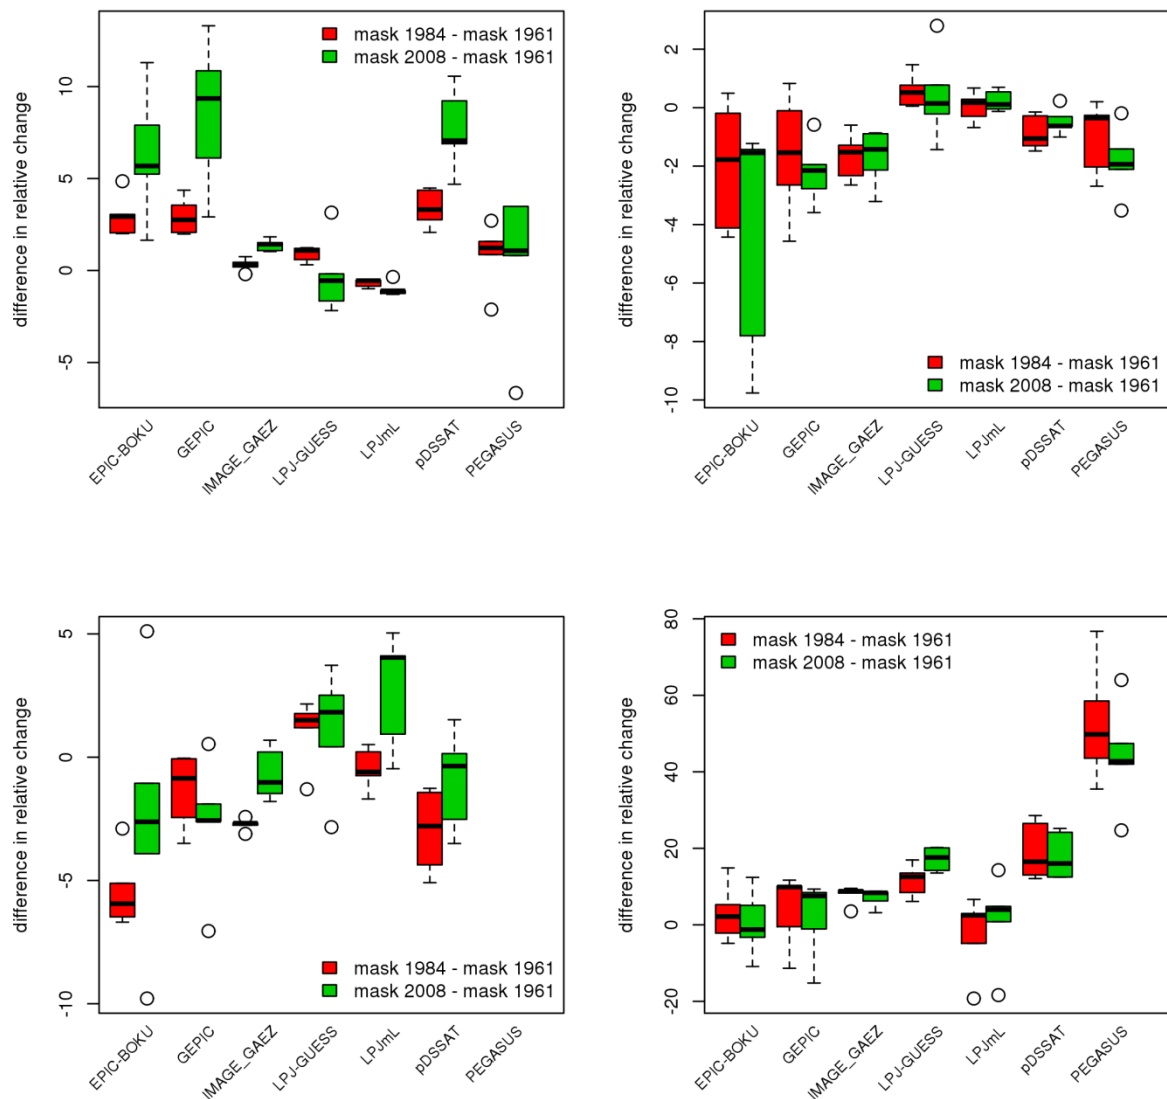 difference in relative change
10
5
0
-5
mask 1984 - mask 1961
mask 2008 - mask 1961
EPIC-BOKU
GEPIC
IMAGE_GAEZ
LPJ-GUESS
LPJmL
pDSSAT
PEGASUS
difference in relative change
2
0
-2
-4
-6
-8
-10
mask 1984 - mask 1961
mask 2008 - mask 1961
EPIC-BOKU
GEPIC
IMAGE_GAEZ
LPJ-GUESS
LPJmL
pDSSAT
PEGASUS
difference in relative change
5
0
-5
-10
mask 1984 - mask 1961
mask 2008 - mask 1961
EPIC-BOKU
GEPIC
IMAGE_GAEZ
LPJ-GUESS
LPJmL
pDSSAT
PEGASUS
difference in relative change
80
60
40
20
0
-20
mask 1984 - mask 1961
mask 2008 - mask 1961
EPIC-BOKU
GEPIC
IMAGE_GAEZ
LPJ-GUESS
LPJmL
pDSSAT
PEGASUS